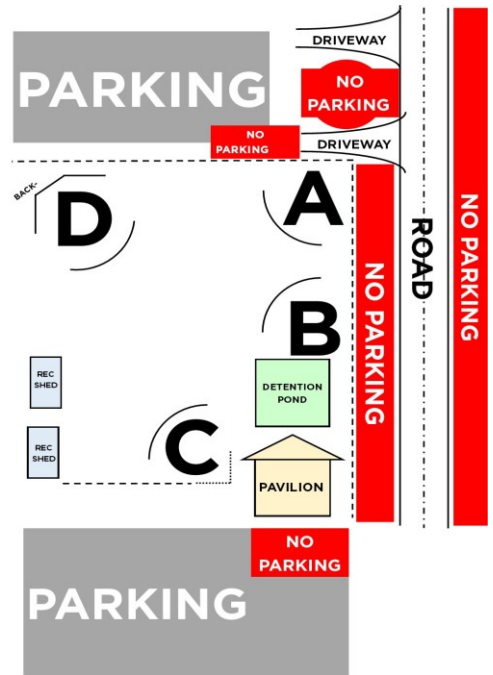 DRIVEWAY
PARKING
NO
PARKING
NO
PARKING
DRIVEWAY
BACK-
D
A
ROAD
NO PARKING
NO PARKING
B
REC
SHED
DETENTION
POND
C
REC
SHED
PAVILION
NO
PARKING
PARKING